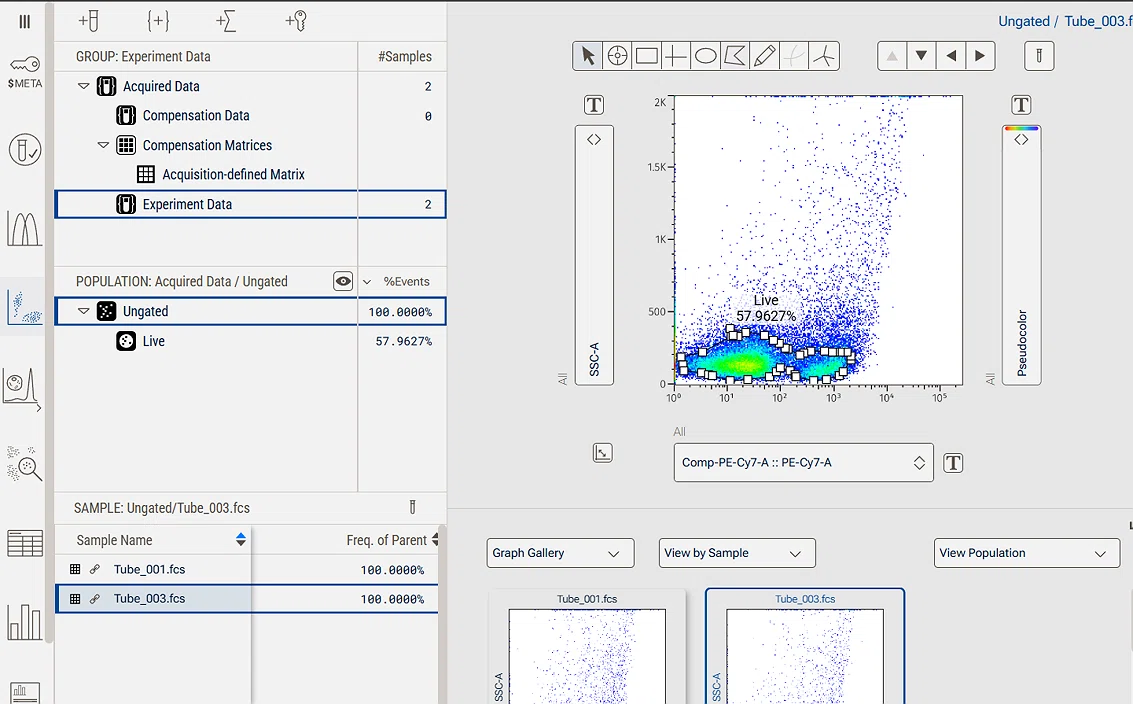 Ungated / Tube_003.f
$META
GROUP: Experiment Data #Samples
Acquired Data 2
Compensation Data 0
Compensation Matrices
Acquisition-defined Matrix
Experiment Data 2
POPULATION: Acquired Data / Ungated %Events
Ungated 100.0000%
Live 57.9627%
SAMPLE: Ungated/Tube_003.fcs
Sample Name Freq. of Parent
Tube_001.fcs 100.0000%
Tube_003.fcs 100.0000%
T
T
2K
1.5K
1K
500
0
Live
57.9627%
10⁰ 10¹ 10² 10³ 10⁴ 10⁵
All
SSC-A
All
Pseudocolor
All
Comp-PE-Cy7-A :: PE-Cy7-A
T
Graph Gallery
View by Sample
View Population
Tube_001.fcs
SSC-A
Tube_003.fcs
SSC-A